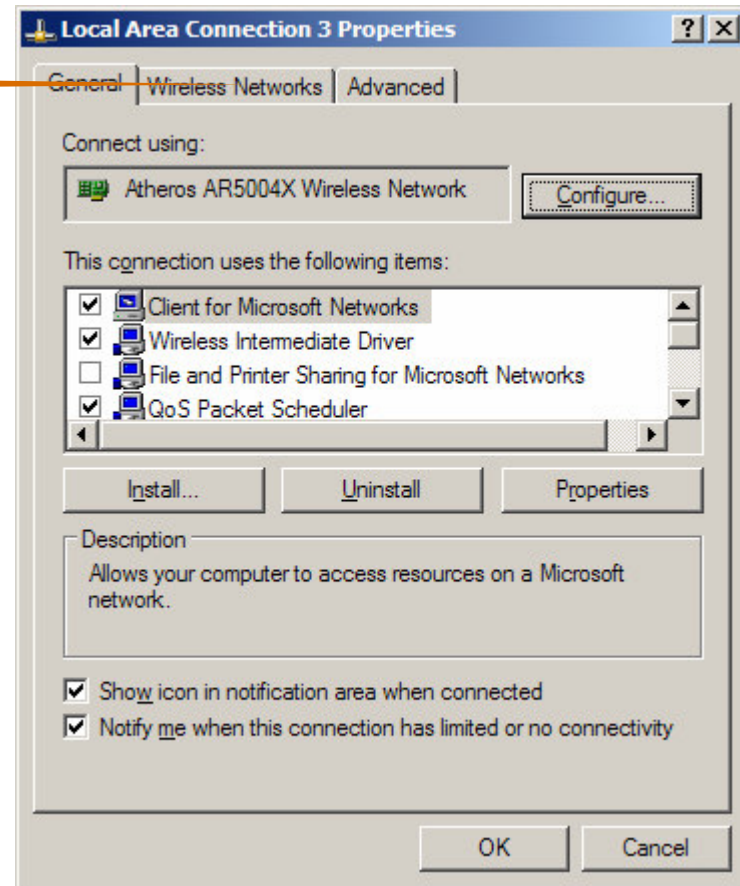 Local Area Connection 3 Properties
General Wireless Networks Advanced
Connect using:
Atheros AR5004X Wireless Network
Configure...
This connection uses the following items:
Client for Microsoft Networks
Wireless Intermediate Driver
File and Printer Sharing for Microsoft Networks
QoS Packet Scheduler
Install... Uninstall Properties
Description
Allows your computer to access resources on a Microsoft
network.
Show icon in notification area when connected
Notify me when this connection has limited or no connectivity
OK Cancel